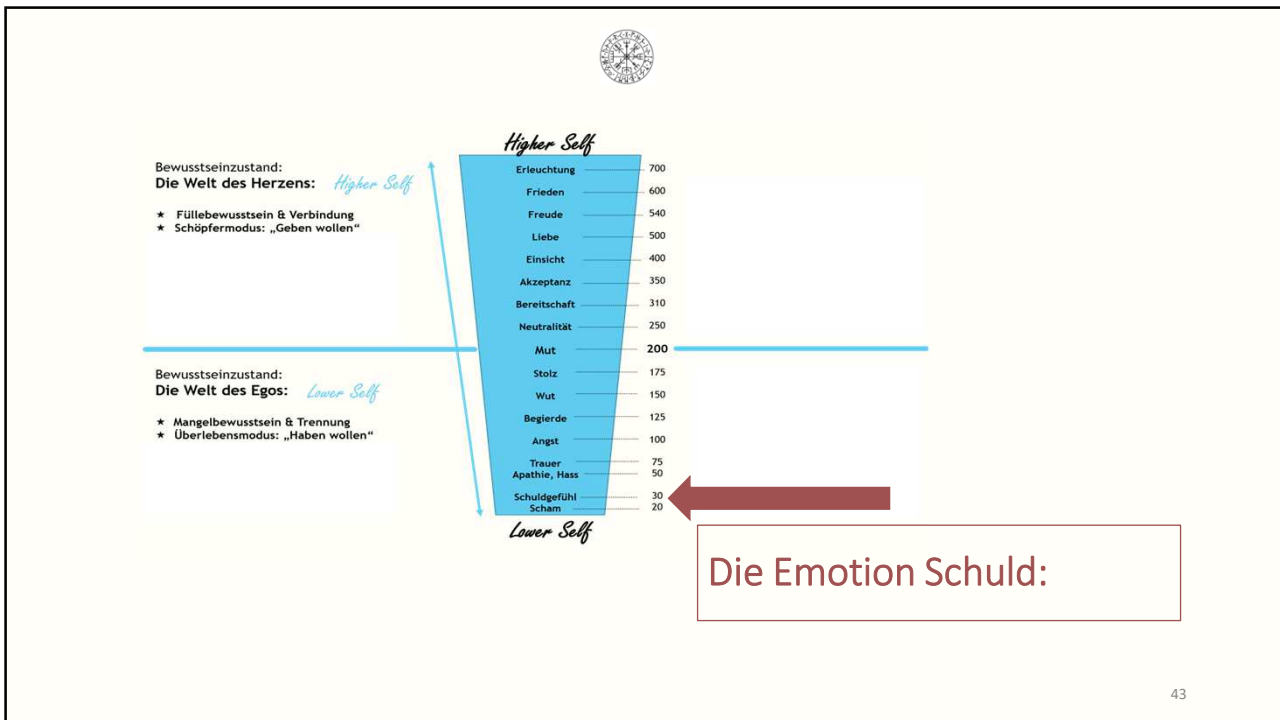 Higher Self
Bewusstseinzustand:
Die Welt des Herzens: Higher Self
★ Füllebewusstsein & Verbindung
★ Schöpfermodus: „Geben wollen“
Erleuchtung 700
Frieden 600
Freude 540
Liebe 500
Einsicht 400
Akzeptanz 350
Bereitschaft 310
Neutralität 250
Mut 200
Bewusstseinzustand:
Die Welt des Egos: Lower Self
★ Mangelbewusstsein & Trennung
★ Überlebensmodus: „Haben wollen“
Stolz 175
Wut 150
Begierde 125
Angst 100
Trauer 75
Apathie, Hass 50
Schuldgefühl 30
Scham 20
Lower Self
Die Emotion Schuld:
43